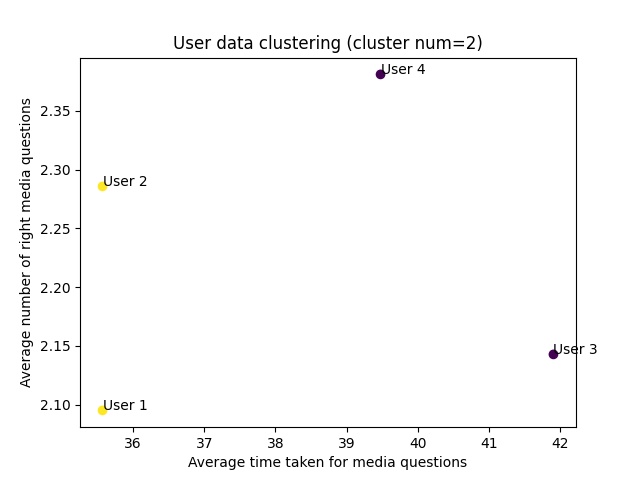 User data clustering (cluster num=2)
Average number of right media questions
2.35
2.30
2.25
2.20
2.15
2.10
User 4
User 2
User 3
User 1
36 37 38 39 40 41 42
Average time taken for media questions